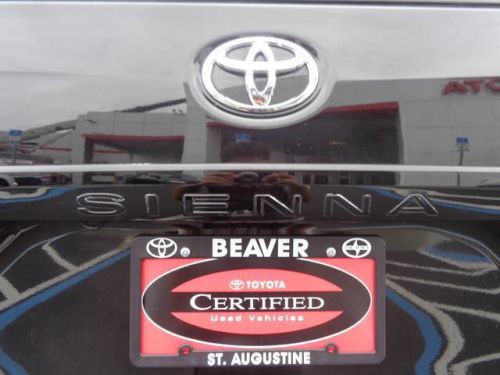 SIENNA
BEAVER
TOYOTA
CERTIFIED
Used Vehicles
ST. AUGUSTINE